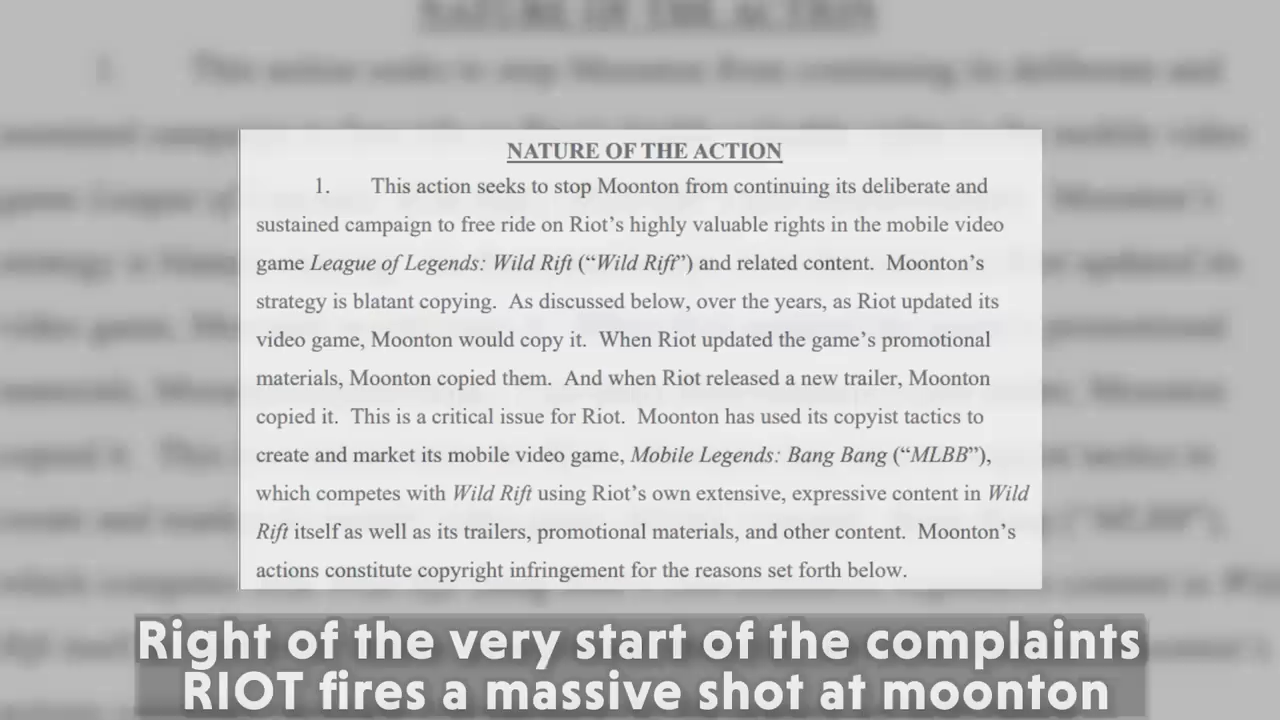 NATURE OF THE ACTION
NATURE OF THE ACTION
1. This action seeks to stop Moonton from continuing its deliberate and
sustained campaign to free ride on Riot's highly valuable rights in the mobile video
game League of Legends: Wild Rift (“Wild Rift”) and related content. Moonton's
strategy is blatant copying. As discussed below, over the years, as Riot updated its
video game, Moonton would copy it. When Riot updated the game's promotional
materials, Moonton copied them. And when Riot released a new trailer, Moonton
copied it. This is a critical issue for Riot. Moonton has used its copyist tactics to
create and market its mobile video game, Mobile Legends: Bang Bang (“MLBB”),
which competes with Wild Rift using Riot's own extensive, expressive content in Wild
Rift itself as well as its trailers, promotional materials, and other content. Moonton's
actions constitute copyright infringement for the reasons set forth below.
Right of the very start of the complaints
RIOT fires a massive shot at moonton